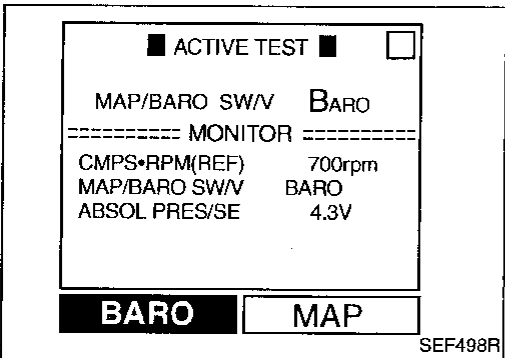 ■ ACTIVE TEST ■
MAP/BARO SW/V BARO
========== MONITOR =========
CMPS•RPM(REF) 700rpm
MAP/BARO SW/V BARO
ABSOL PRES/SE 4.3V
BARO MAP
SEF498R